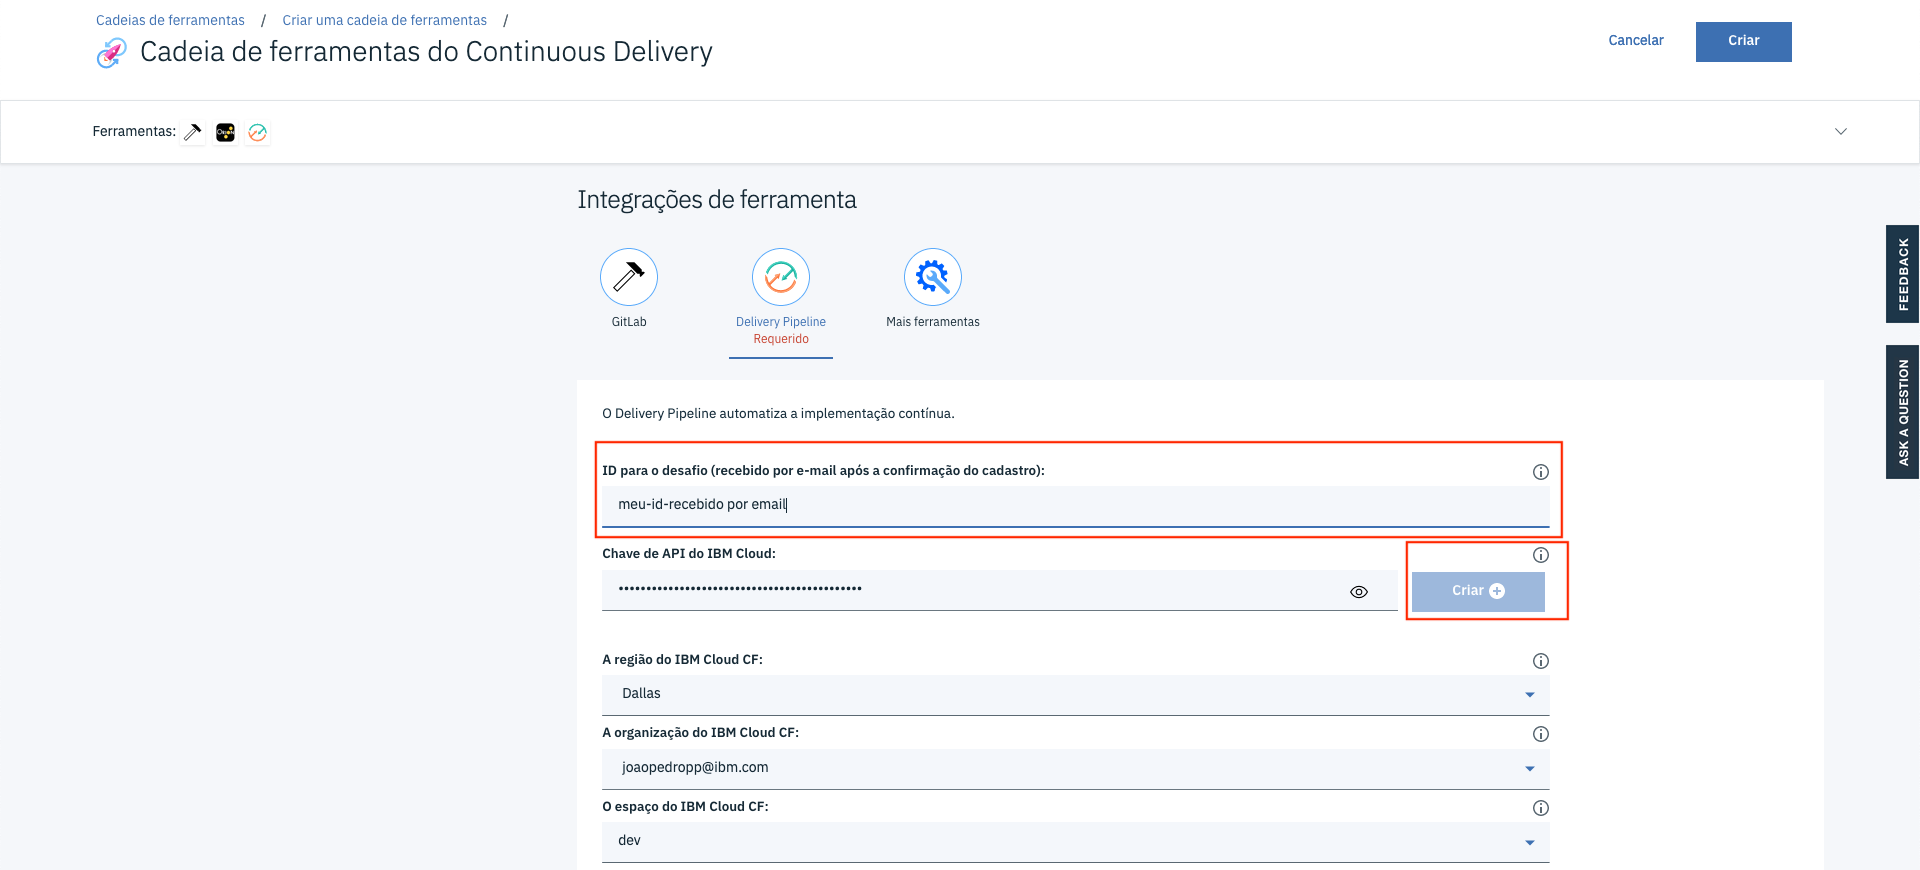 Cadeias de ferramentas / Criar uma cadeia de ferramentas /
Cadeia de ferramentas do Continuous Delivery
Cancelar
Criar
Ferramentas:
Integrações de ferramenta
GitLab
Delivery Pipeline
Requerido
Mais ferramentas
O Delivery Pipeline automatiza a implementação contínua.
ID para o desafio (recebido por e-mail após a confirmação do cadastro):
meu-id-recebido por email
Chave de API do IBM Cloud:
••••••••••••••••••••••••••••••••••••••••••••
Criar
A região do IBM Cloud CF:
Dallas
A organização do IBM Cloud CF:
joaopedropp@ibm.com
O espaço do IBM Cloud CF:
dev
FEEDBACK
ASK A QUESTION